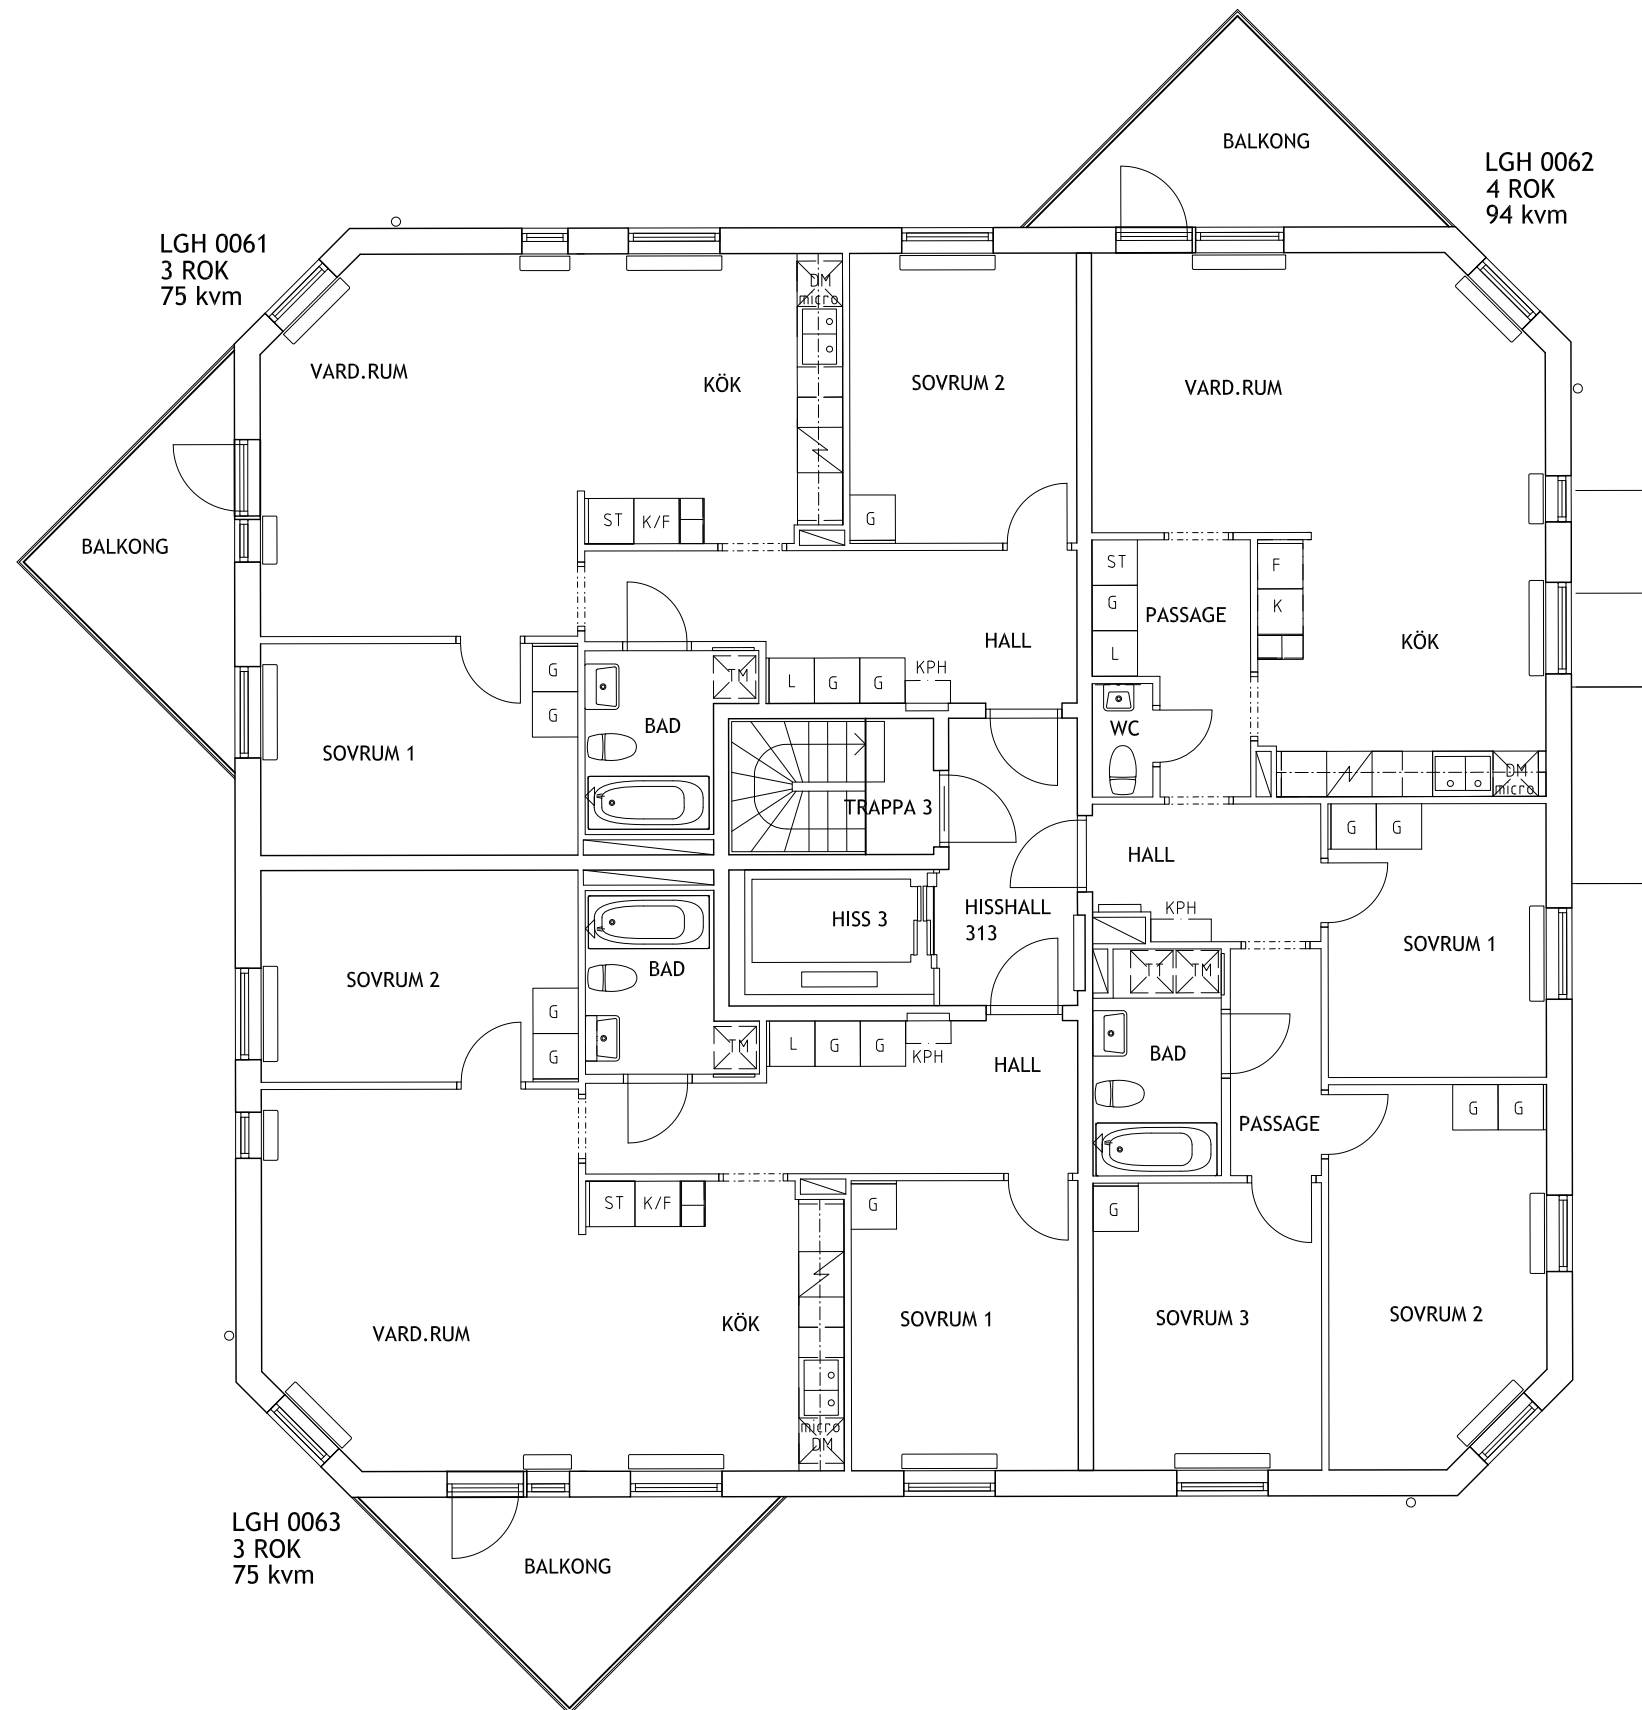 BALKONG
LGH 0062
4 ROK
94 kvm
LGH 0061
3 ROK
75 kvm
DM
micro
VARD.RUM
KÖK
SOVRUM 2
VARD.RUM
ST
K/F
G
BALKONG
ST
F
G
K
PASSAGE
L
HALL
KÖK
KPH
G
G
TM
L
G
G
SOVRUM 1
BAD
WC
DM
micro
TRAPPA 3
G
G
HALL
HISS 3
HISSHALL
313
KPH
SOVRUM 1
SOVRUM 2
BAD
TT
TM
G
G
TM
L
G
G
KPH
HALL
BAD
G
G
PASSAGE
ST
K/F
G
G
VARD.RUM
KÖK
SOVRUM 1
SOVRUM 3
SOVRUM 2
micro
DM
LGH 0063
3 ROK
75 kvm
BALKONG